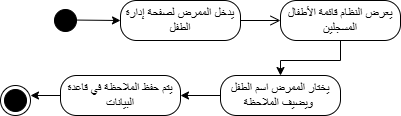 يدخل الممرض لصفحة إدارة
الطفل
يعرض النظام قائمة الأطفال
المسجلين
يختار الممرض اسم الطفل
ويضيف الملاحظة
يتم حفظ الملاحظة في قاعدة
البيانات